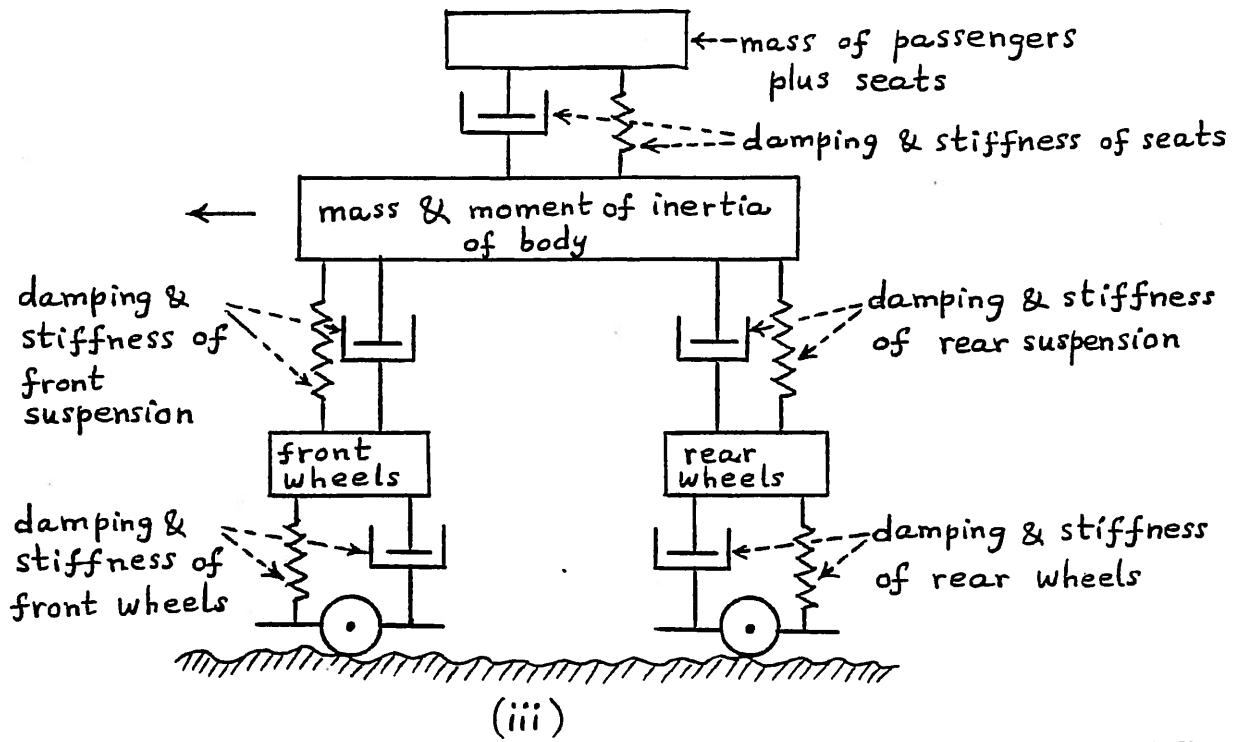 mass of passengers
plus seats
damping & stiffness of seats
mass & moment of inertia
of body
damping &
stiffness of
front
suspension
damping & stiffness
of rear suspension
front
wheels
rear
wheels
damping &
stiffness of
front wheels
damping & stiffness
of rear wheels
(iii)